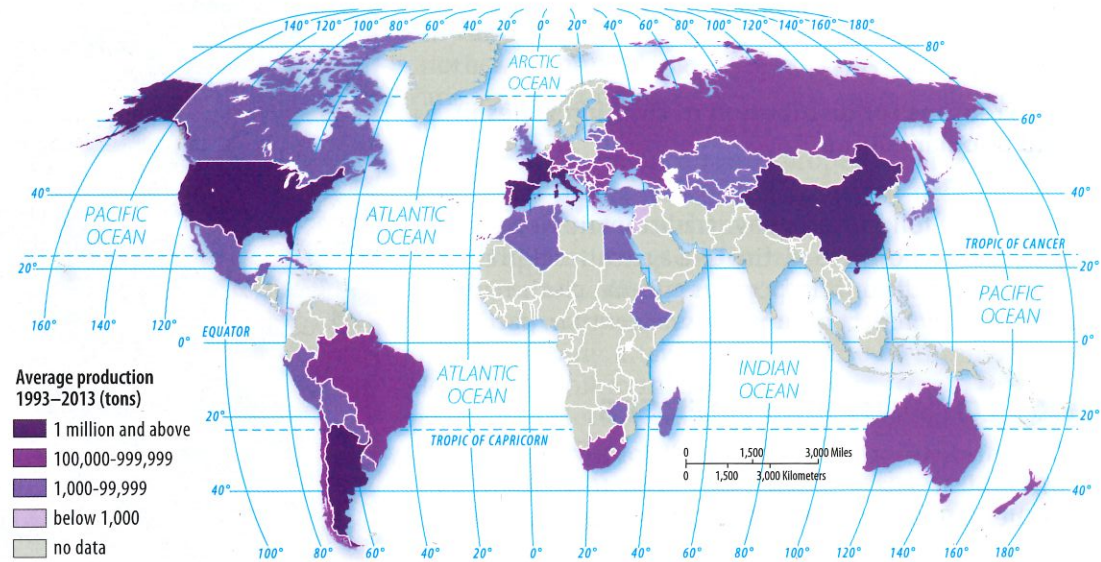 140° 120° 100° 80° 60° 40° 20° 0° 20° 40° 60° 80° 100° 120° 140° 160° 180°
80°
ARCTIC
OCEAN
60°
40°
40°
PACIFIC
OCEAN
ATLANTIC
OCEAN
TROPIC OF CANCER
20°
20°
PACIFIC
OCEAN
160° 140° 120°
EQUATOR
0°
0°
ATLANTIC
OCEAN
INDIAN
OCEAN
Average production
1993–2013 (tons)
1 million and above
100,000-999,999
1,000-99,999
below 1,000
no data
20°
20°
TROPIC OF CAPRICORN
0 1,500 3,000 Miles
0 1,500 3,000 Kilometers
40°
40°
100° 80° 60° 40° 20° 0° 20° 40° 60° 80° 100° 120° 140° 160° 180°